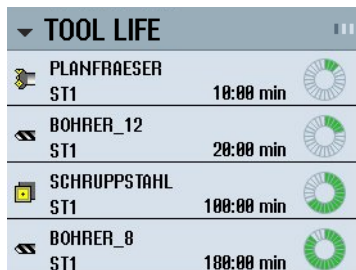 TOOL LIFE
PLANFRAESER
ST1 10:00 min
BOHRER_12
ST1 20:00 min
SCHRUPPSTAHL
ST1 100:00 min
BOHRER_8
ST1 180:00 min